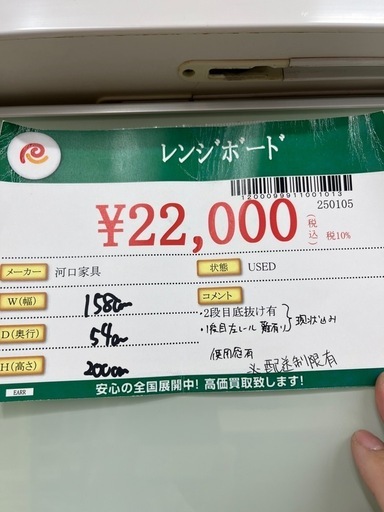 レンジボード
1200099911001013
250105
¥22,000 (税込) 税10%
メーカー 河口家具
状態 USED
W(幅) 158cm
コメント
・2段目底抜け有
・1段目左レール難有り 現状込み
D(奥行) 54cm
使用感有
H(高さ) 200cm
※配送制限有
安心の全国展開中! 高価買取致します!
EARR